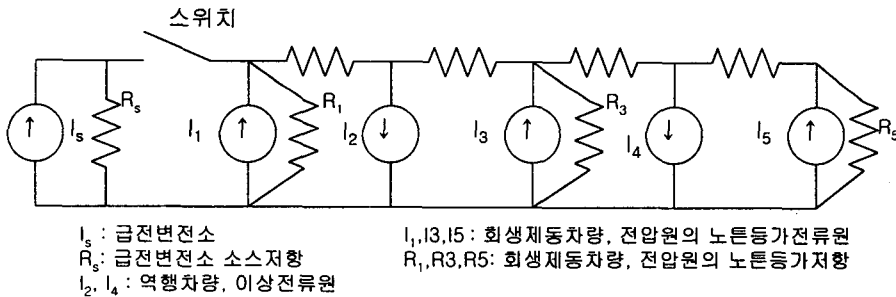 스위치
Rs
Is
I1
R1
I2
I3
R3
I4
I5
R5
Is : 급전변전소
Rs: 급전변전소 소스저항
I2, I4 : 역행차량, 이상전류원
I1,I3,I5 : 회생제동차량, 전압원의 노튼등가전류원
R1,R3,R5: 회생제동차량, 전압원의 노튼등가저항